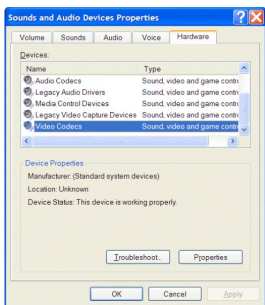 Sounds and Audio Devices Properties
Volume Sounds Audio Voice Hardware
Devices:
Name Type
Audio Codecs Sound, video and game contr
Legacy Audio Drivers Sound, video and game contr
Media Control Devices Sound, video and game contr
Legacy Video Capture Devices Sound, video and game contr
Video Codecs Sound, video and game contr
Device Properties
Manufacturer: (Standard system devices)
Location: Unknown
Device Status: This device is working properly.
Troubleshoot... Properties
OK Cancel Apply